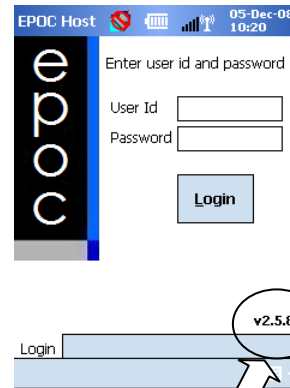 EPOC Host 05-Dec-08
10:20
epoc
Enter user id and password
User Id
Password
Login
v2.5.8
Login